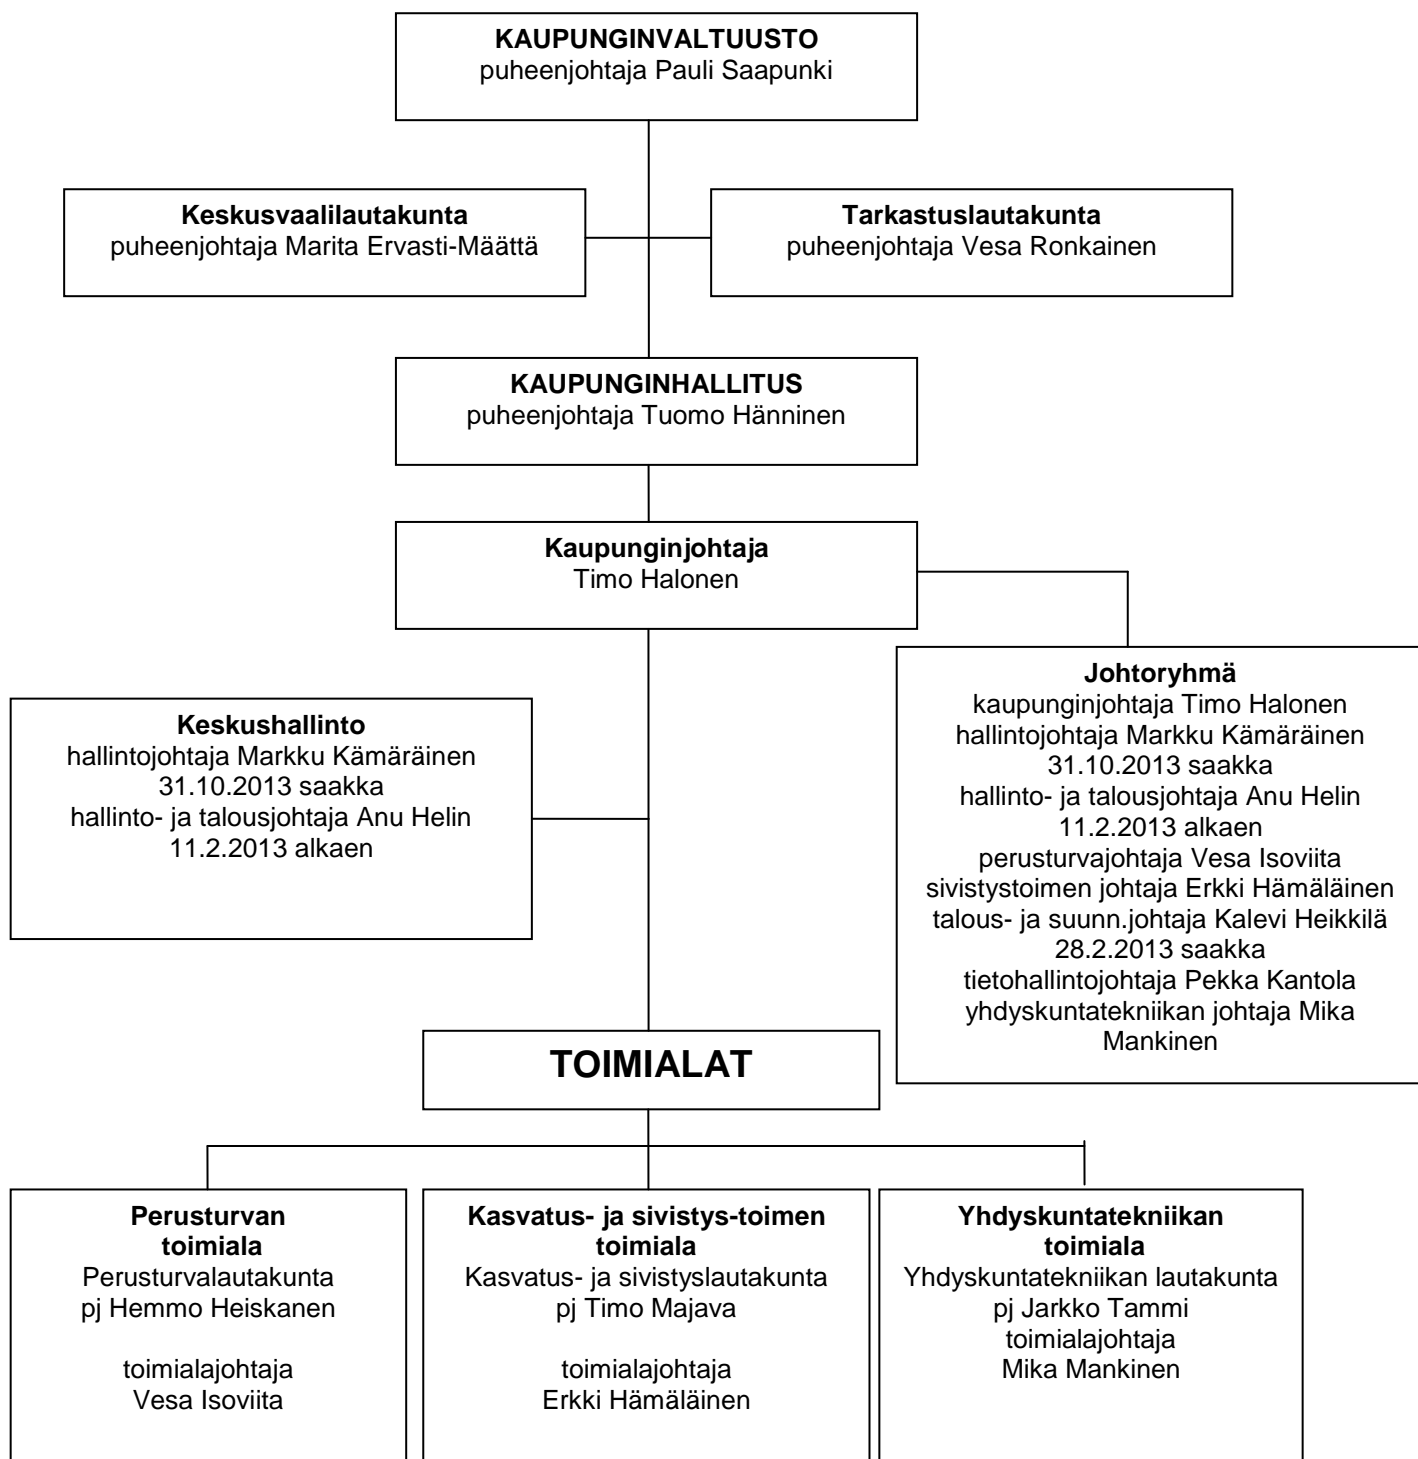 KAUPUNGINVALTUUSTO
puheenjohtaja Pauli Saapunki
Keskusvaalilautakunta
puheenjohtaja Marita Ervasti-Määttä
Tarkastuslautakunta
puheenjohtaja Vesa Ronkainen
KAUPUNGINHALLITUS
puheenjohtaja Tuomo Hänninen
Kaupunginjohtaja
Timo Halonen
Keskushallinto
hallintojohtaja Markku Kämäräinen
31.10.2013 saakka
hallinto- ja talousjohtaja Anu Helin
11.2.2013 alkaen
Johtoryhmä
kaupunginjohtaja Timo Halonen
hallintojohtaja Markku Kämäräinen
31.10.2013 saakka
hallinto- ja talousjohtaja Anu Helin
11.2.2013 alkaen
perusturvajohtaja Vesa Isoviita
sivistystoimen johtaja Erkki Hämäläinen
talous- ja suunn.johtaja Kalevi Heikkilä
28.2.2013 saakka
tietohallintojohtaja Pekka Kantola
yhdyskuntatekniikan johtaja Mika
Mankinen
TOIMIALAT
Perusturvan
toimiala
Perusturvalautakunta
pj Hemmo Heiskanen
toimialajohtaja
Vesa Isoviita
Kasvatus- ja sivistys-toimen
toimiala
Kasvatus- ja sivistyslautakunta
pj Timo Majava
toimialajohtaja
Erkki Hämäläinen
Yhdyskuntatekniikan
toimiala
Yhdyskuntatekniikan lautakunta
pj Jarkko Tammi
toimialajohtaja
Mika Mankinen